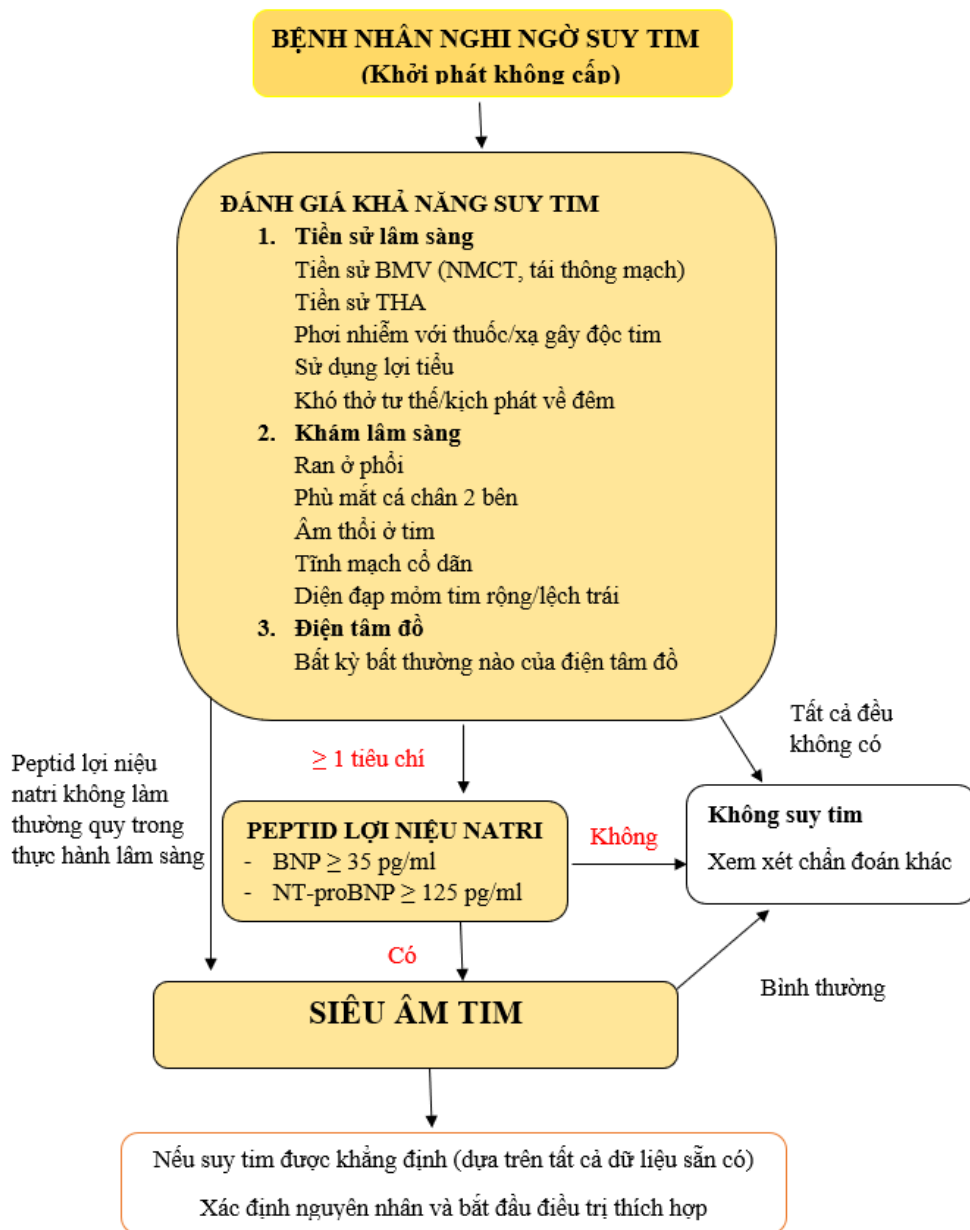 BỆNH NHÂN NGHI NGỜ SUY TIM
(Khởi phát không cấp)
ĐÁNH GIÁ KHẢ NĂNG SUY TIM
1. Tiền sử lâm sàng
Tiền sử BMV (NMCT, tái thông mạch)
Tiền sử THA
Phơi nhiễm với thuốc/xạ gây độc tim
Sử dụng lợi tiểu
Khó thở tư thế/kịch phát về đêm
2. Khám lâm sàng
Ran ở phổi
Phù mắt cá chân 2 bên
Âm thổi ở tim
Tĩnh mạch cổ dãn
Diện đạp mỏm tim rộng/lệch trái
3. Điện tâm đồ
Bất kỳ bất thường nào của điện tâm đồ
Peptid lợi niệu
natri không làm
thường quy trong
thực hành lâm sàng
≥ 1 tiêu chí
Tất cả đều
không có
PEPTID LỢI NIỆU NATRI
- BNP ≥ 35 pg/ml
- NT-proBNP ≥ 125 pg/ml
Không
Không suy tim
Xem xét chẩn đoán khác
Có
Bình thường
SIÊU ÂM TIM
Nếu suy tim được khẳng định (dựa trên tất cả dữ liệu sẵn có)
Xác định nguyên nhân và bắt đầu điều trị thích hợp